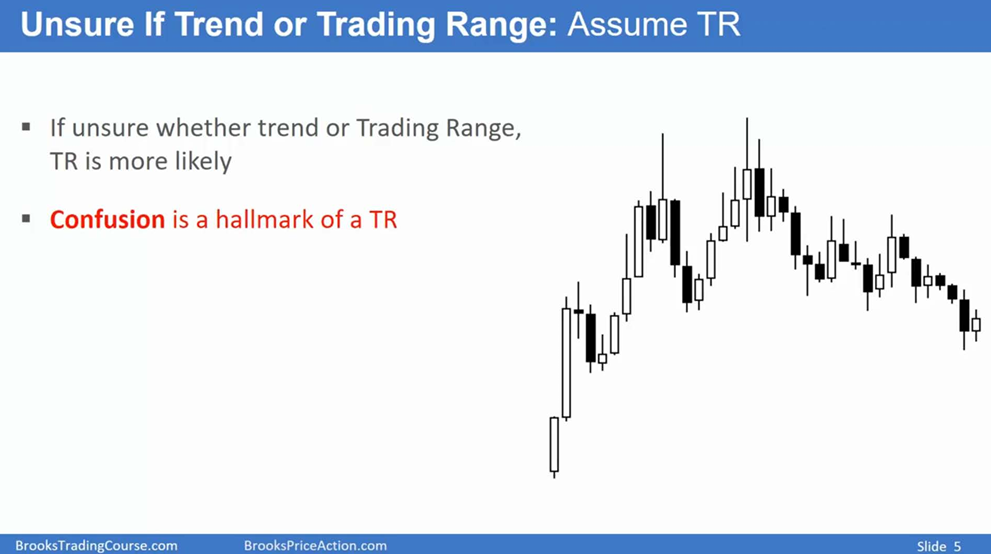 Unsure If Trend or Trading Range: Assume TR
▪ If unsure whether trend or Trading Range,
TR is more likely
▪ Confusion is a hallmark of a TR
BrooksTradingCourse.com
BrooksPriceAction.com
Slide 5